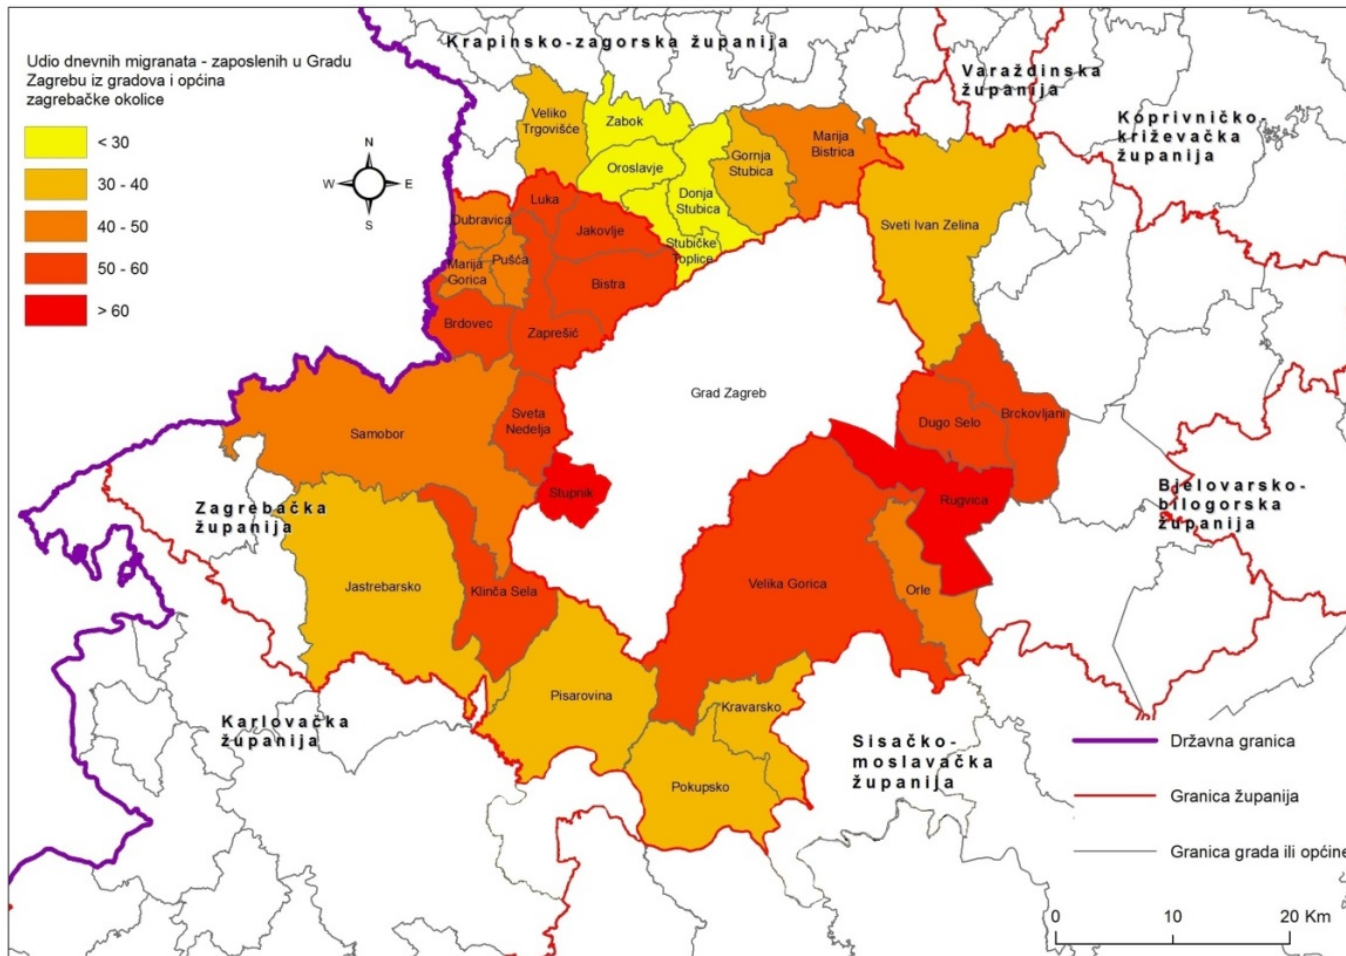 Udio dnevnih migranata - zaposlenih u Gradu
Zagrebu iz gradova i općina
zagrebačke okolice
< 30
30 - 40
40 - 50
50 - 60
> 60
N
W
E
S
Krapinsko-zagorska županija
Varaždinska
županija
Koprivničko-
križevačka
županija
Veliko
Trgovišće
Zabok
Oroslavje
Donja
Stubica
Gornja
Stubica
Marija
Bistrica
Stubičke
Toplice
Sveti Ivan Zelina
Luka
Dubravica
Jakovlje
Pušća
Marija
Gorica
Bistra
Brdovec
Zaprešić
Grad Zagreb
Samobor
Sveta
Nedelja
Stupnik
Dugo Selo
Brckovljani
Rugvica
Zagrebačka
županija
Bjelovarsko-
bilogorska
županija
Jastrebarsko
Klinča Sela
Velika Gorica
Orle
Pisarovina
Kravarsko
Pokupsko
Karlovačka
županija
Sisačko-
moslavačka
županija
Državna granica
Granica županija
Granica grada ili općine
0
10
20 Km